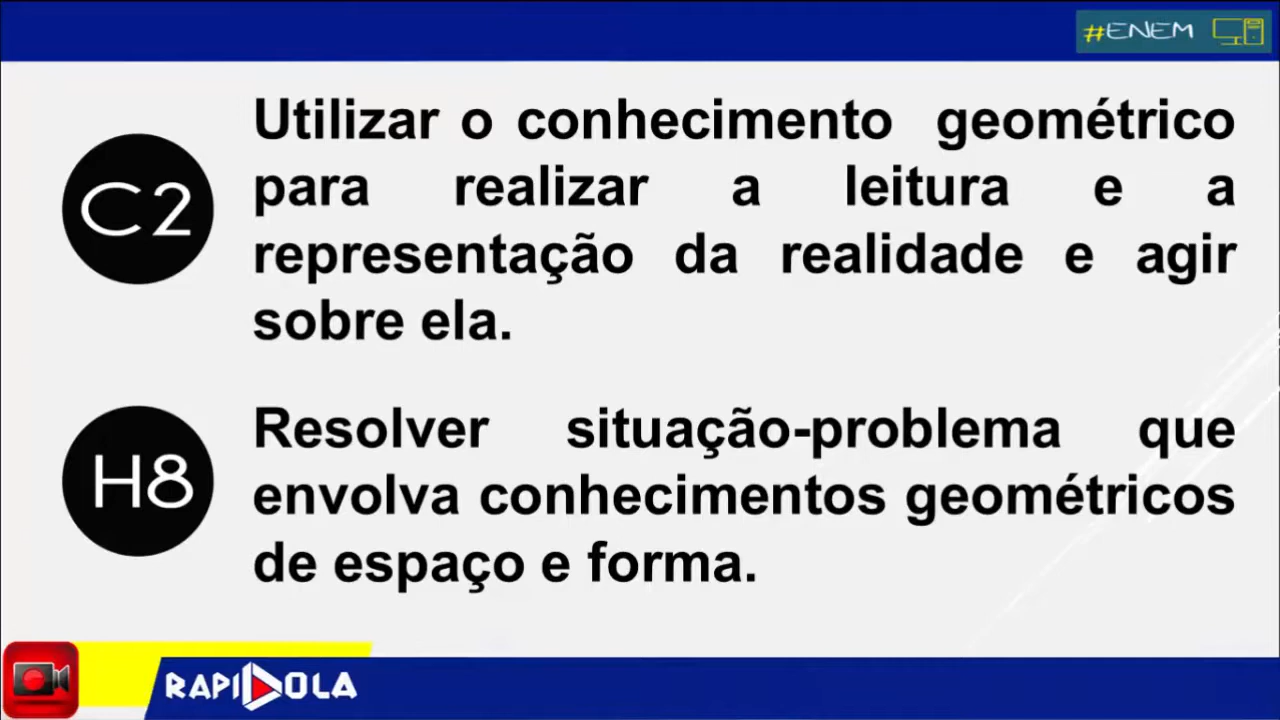 #ENEM
C2
Utilizar o conhecimento geométrico
para realizar a leitura e a
representação da realidade e agir
sobre ela.
H8
Resolver situação-problema que
envolva conhecimentos geométricos
de espaço e forma.
RAPIDOLA